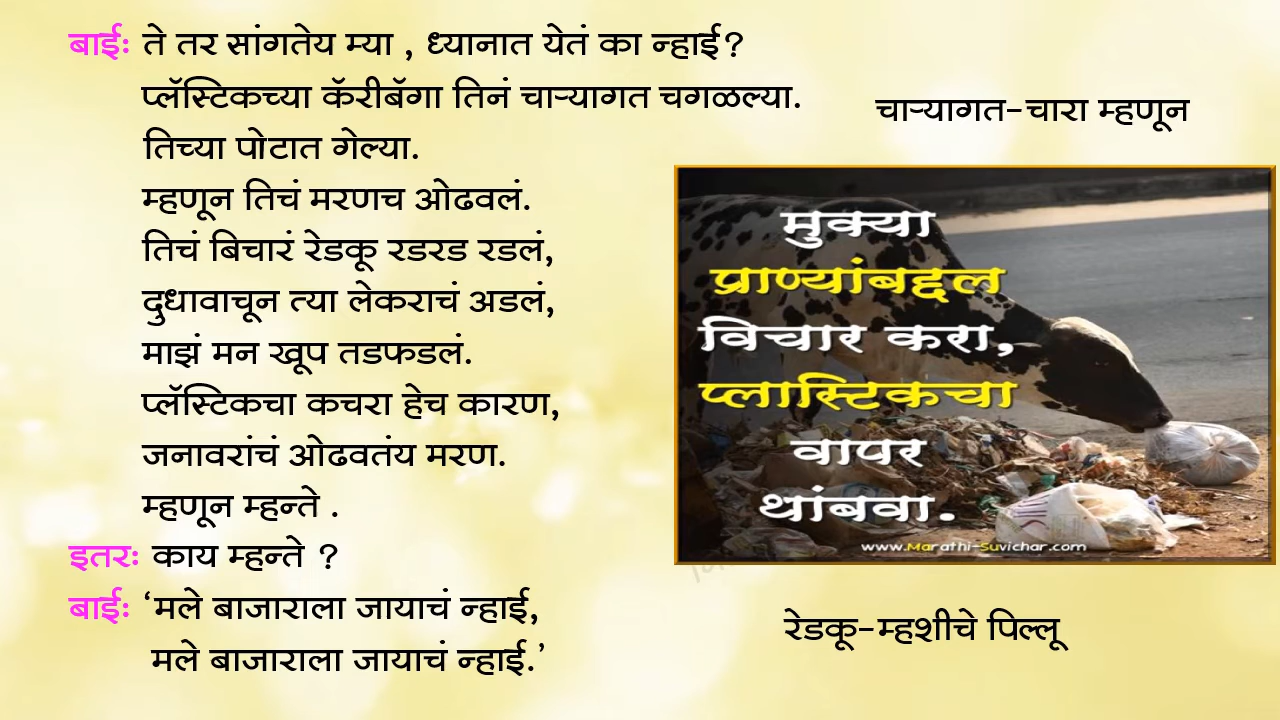 बाईः ते तर सांगतेय म्या , ध्यानात येतं का न्हाई?
प्लॅस्टिकच्या कॅरीबॅगा तिनं चाऱ्यागत चगळल्या.
चाऱ्यागत-चारा म्हणून
तिच्या पोटात गेल्या.
म्हणून तिचं मरणच ओढवलं.
तिचं बिचारं रेडकू रडरड रडलं,
दुधावाचून त्या लेकराचं अडलं,
माझं मन खूप तडफडलं.
प्लॅस्टिकचा कचरा हेच कारण,
जनावरांचं ओढवतंय मरण.
म्हणून म्हन्ते .
इतरः काय म्हन्ते ?
बाईः ‘मले बाजाराला जायाचं न्हाई,
मले बाजाराला जायाचं न्हाई.’
मुक्या
प्राण्यांबद्दल
विचार करा,
प्लास्टिकचा
वापर
थांबवा.
www.Marathi-Suvichar.com
रेडकू-म्हशीचे पिल्लू